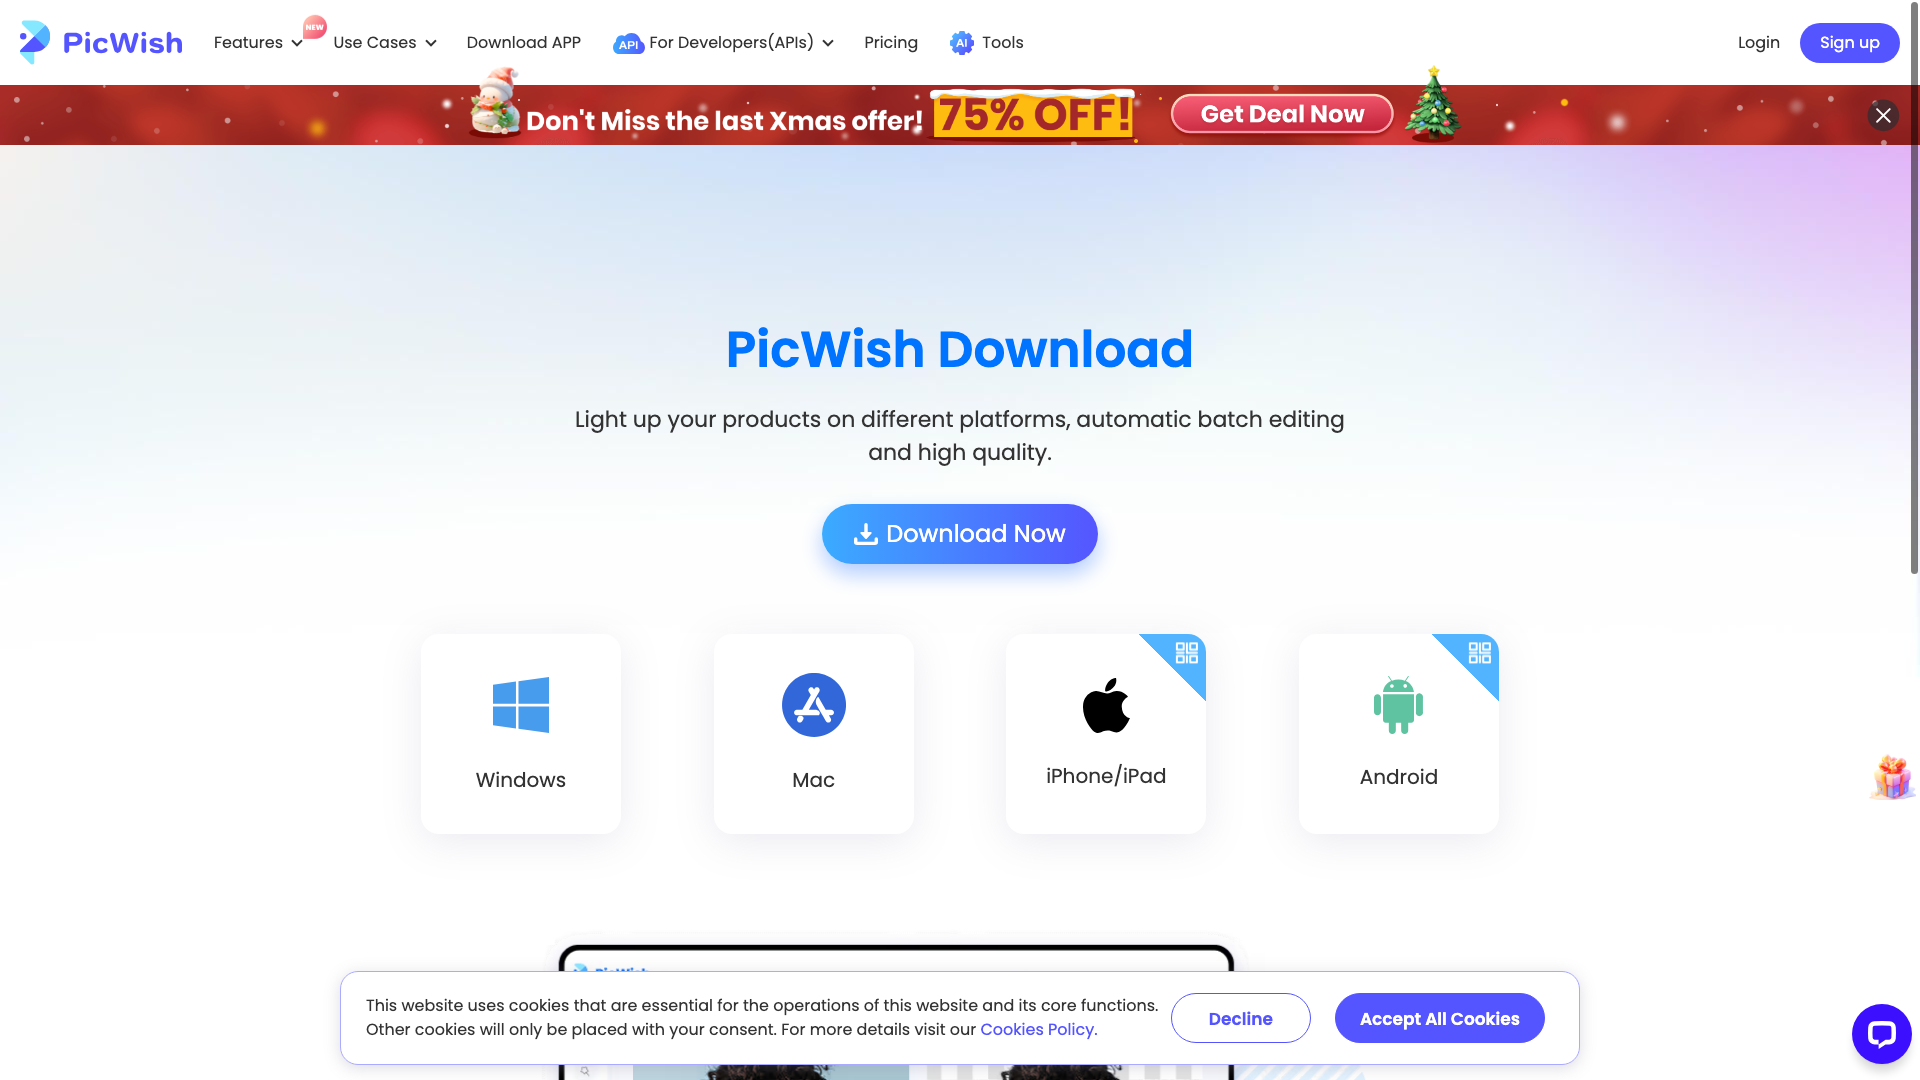 PicWish
Features
NEW
Use Cases
Download APP
API
For Developers(APIs)
Pricing
AI
Tools
Login
Sign up
Don't Miss the last Xmas offer!
75% OFF!
Get Deal Now
PicWish Download
Light up your products on different platforms, automatic batch editing
and high quality.
Download Now
Windows
Mac
iPhone/iPad
Android
This website uses cookies that are essential for the operations of this website and its core functions.
Other cookies will only be placed with your consent. For more details visit our Cookies Policy.
Decline
Accept All Cookies